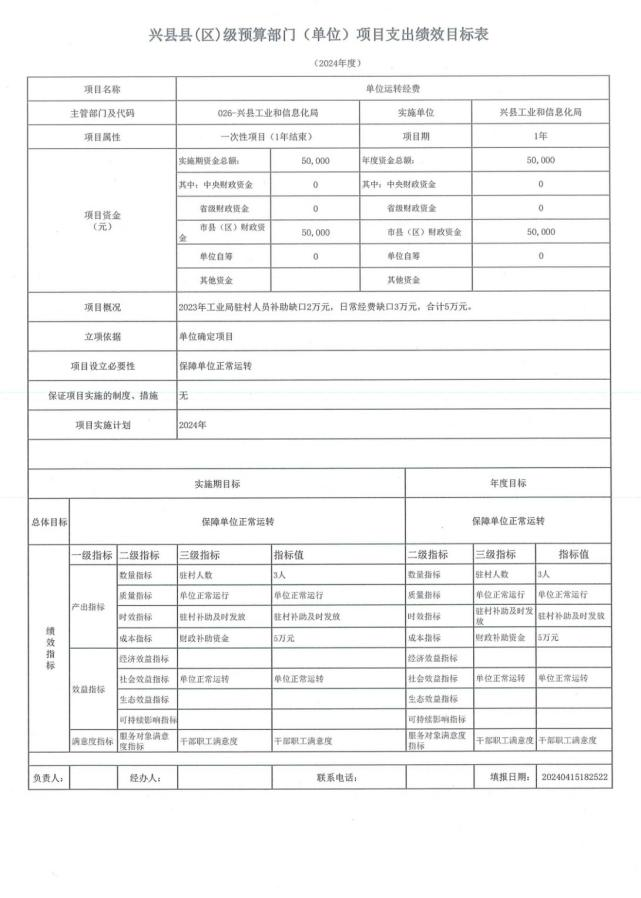 兴县县(区)级预算部门（单位）项目支出绩效目标表
（2024年度）
项目名称 单位运转经费
主管部门及代码 026-兴县工业和信息化局 实施单位 兴县工业和信息化局
项目属性 一次性项目（1年结束） 项目期 1年
项目资金（元） 实施期资金总额： 50,000 年度资金总额： 50,000
其中：中央财政资金 0 其中：中央财政资金 0
省级财政资金 0 省级财政资金 0
市县（区）财政资金 50,000 市县（区）财政资金 50,000
单位自筹 0 单位自筹 0
其他资金 其他资金
项目概况 2023年工业局驻村人员补助缺口2万元，日常经费缺口3万元，合计5万元。
立项依据 单位确定项目
项目设立必要性 保障单位正常运转
保证项目实施的制度、措施 无
项目实施计划 2024年
实施期目标 年度目标
总体目标 保障单位正常运转 保障单位正常运转
绩效指标 一级指标 二级指标 三级指标 指标值 二级指标 三级指标 指标值
产出指标 数量指标 驻村人数 3人 数量指标 驻村人数 3人
质量指标 单位正常运行 单位正常运行 质量指标 单位正常运行 单位正常运行
时效指标 驻村补助及时发放 驻村补助及时发放 时效指标 驻村补助及时发放 驻村补助及时发放
成本指标 财政补助资金 5万元 成本指标 财政补助资金 5万元
效益指标 经济效益指标 经济效益指标
社会效益指标 单位正常运转 单位正常运转 社会效益指标 单位正常运转 单位正常运转
生态效益指标 生态效益指标
可持续影响指标 可持续影响指标
满意度指标 服务对象满意度指标 干部职工满意度 干部职工满意度 服务对象满意度指标 干部职工满意度 干部职工满意度
负责人： 经办人： 联系电话： 填报日期： 20240415182522